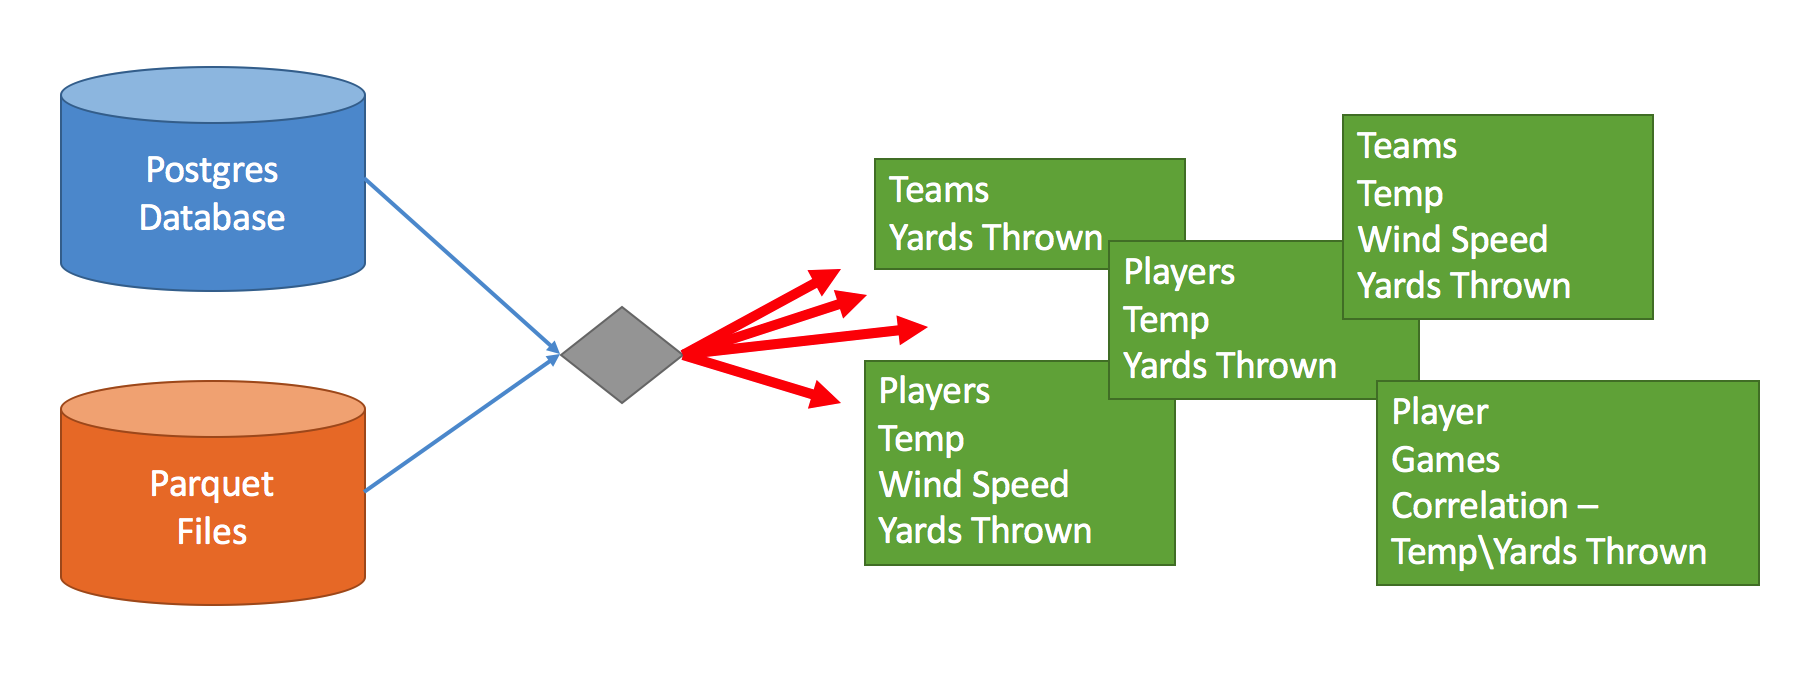 Postgres
Database
Parquet
Files
Teams
Yards Thrown
Players
Temp
Yards Thrown
Teams
Temp
Wind Speed
Yards Thrown
Players
Temp
Wind Speed
Yards Thrown
Player
Games
Correlation –
Temp\Yards Thrown